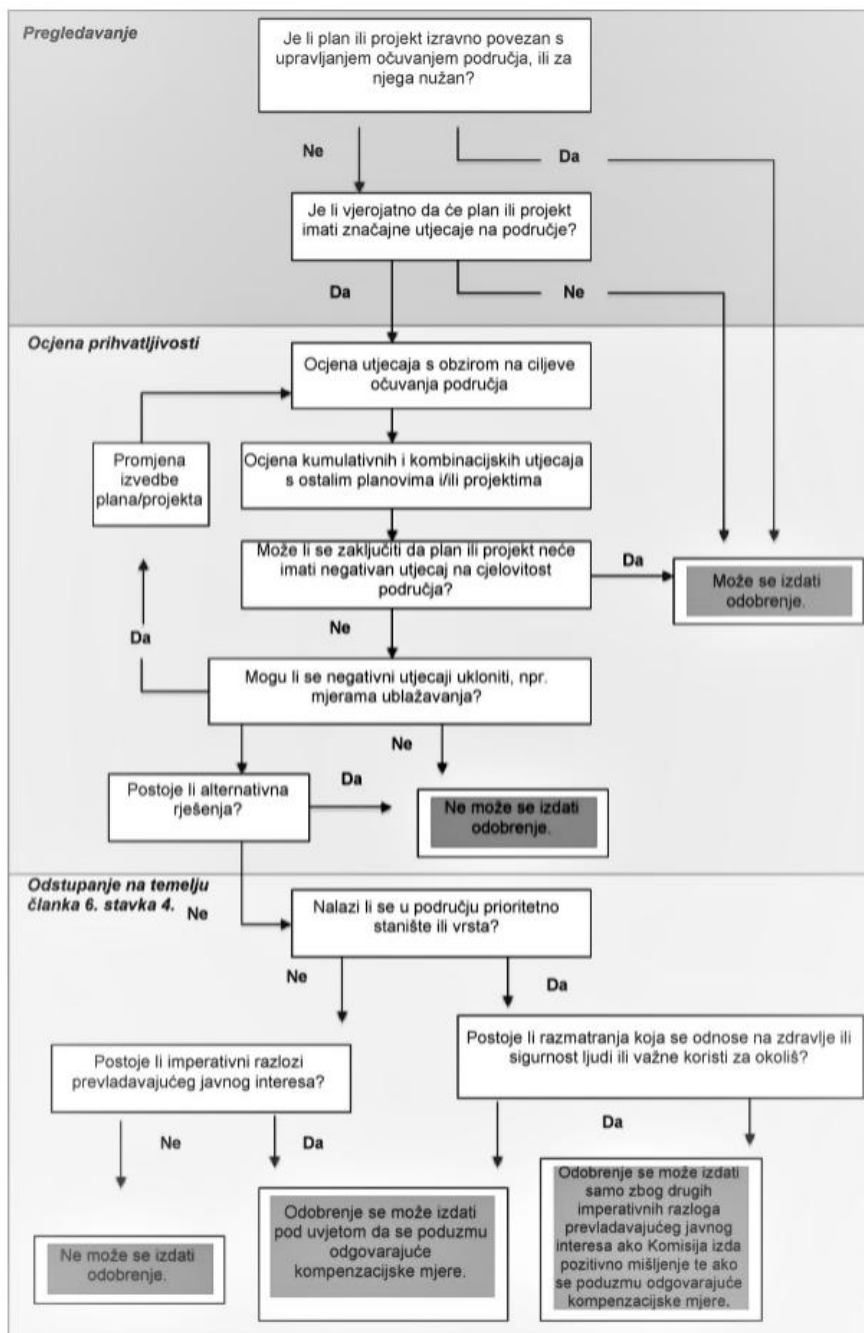 Pregledavanje
Je li plan ili projekt izravno povezan s
upravljanjem očuvanjem područja, ili za
njega nužan?
Ne
Da
Je li vjerojatno da će plan ili projekt
imati značajne utjecaje na područje?
Da
Ne
Ocjena prihvatljivosti
Ocjena utjecaja s obzirom na ciljeve
očuvanja područja
Promjena
izvedbe
plana/projekta
Ocjena kumulativnih i kombinacijskih utjecaja
s ostalim planovima i/ili projektima
Može li se zaključiti da plan ili projekt neće
imati negativan utjecaj na cjelovitost
područja?
Da
Može se izdati
odobrenje.
Ne
Da
Mogu li se negativni utjecaji ukloniti, npr.
mjerama ublažavanja?
Ne
Postoje li alternativna
rješenja?
Da
Ne može se izdati
odobrenje.
Odstupanje na temelju
članka 6. stavka 4.
Ne
Nalazi li se u području prioritetno
stanište ili vrsta?
Ne
Da
Postoje li imperativni razlozi
prevladavajućeg javnog interesa?
Postoje li razmatranja koja se odnose na zdravlje ili
sigurnost ljudi ili važne koristi za okoliš?
Ne
Da
Da
Ne može se izdati
odobrenje.
Odobrenje se može izdati
pod uvjetom da se poduzmu
odgovarajuće
kompenzacijske mjere.
Odobrenje se može izdati
samo zbog drugih
imperativnih razloga
prevladavajućeg javnog
interesa ako Komisija izda
pozitivno mišljenje te ako
se poduzmu odgovarajuće
kompenzacijske mjere.